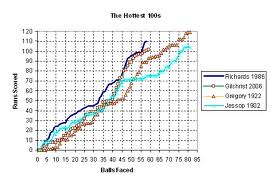 The Hottest 100s
Runs Scored
120
110
100
90
80
70
60
50
40
30
20
10
0
0 5 10 15 20 25 30 35 40 45 50 55 60 65 70 75 80 85
Balls Faced
Richards 1986
Gilchrist 2006
Gregory 1922
Jessop 1902